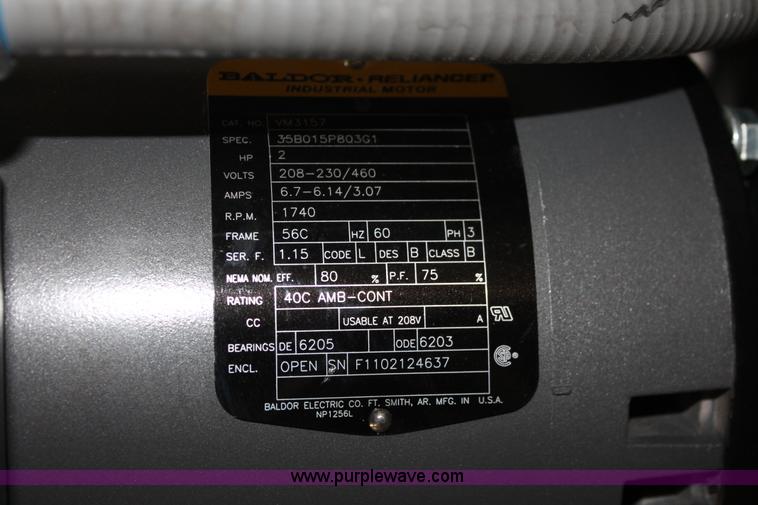 BALDOR • RELIANCER
INDUSTRIAL MOTOR
CAT. NO. VM3157
SPEC. 35B015P803G1
HP 2
VOLTS 208-230/460
AMPS 6.7-6.14/3.07
R.P.M. 1740
FRAME 56C HZ 60 PH 3
SER. F. 1.15 CODE L DES B CLASS B
NEMA NOM. EFF. 80 % P.F. 75 %
RATING 40C AMB-CONT
CC USABLE AT 208V A
BEARINGS DE 6205 ODE 6203
ENCL. OPEN SN F1102124637
BALDOR ELECTRIC CO. FT. SMITH, AR. MFG. IN U.S.A.
NP1256L
www.purplewave.com